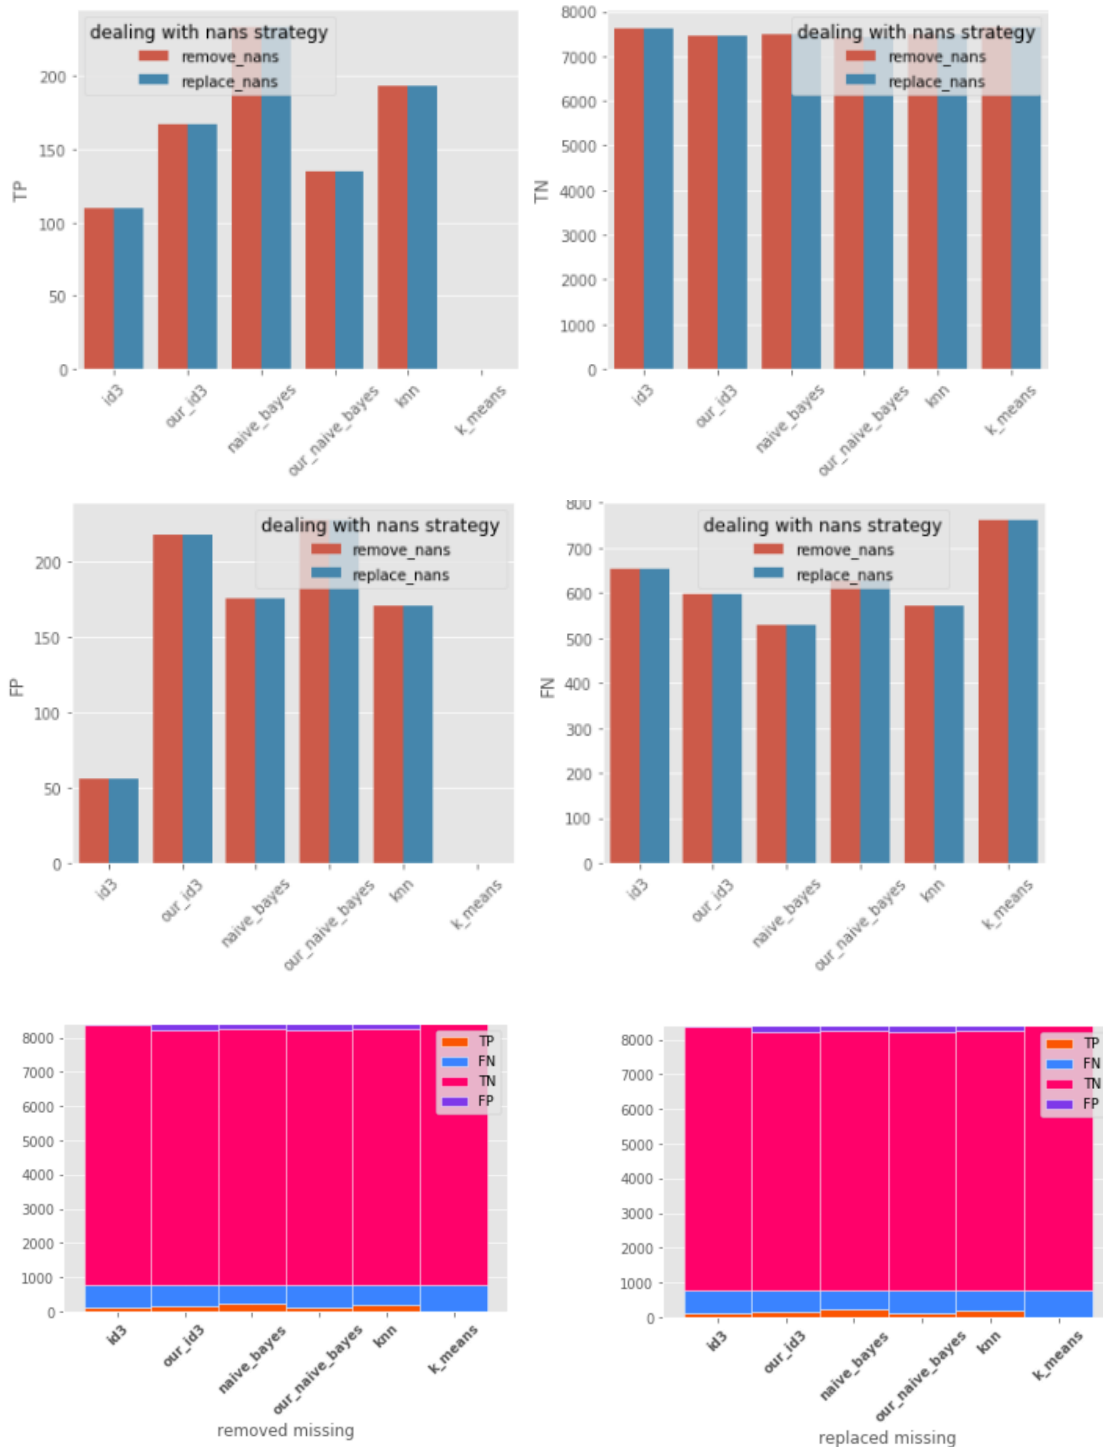 dealing with nans strategy
remove_nans
replace_nans
200
150
100
50
0
TP
id3
our_id3
naive_bayes
our_naive_bayes
knn
k_means
dealing with nans strategy
remove_nans
replace_nans
8000
7000
6000
5000
4000
3000
2000
1000
0
TN
id3
our_id3
naive_bayes
our_naive_bayes
knn
k_means
dealing with nans strategy
remove_nans
replace_nans
200
150
100
50
0
FP
id3
our_id3
naive_bayes
our_naive_bayes
knn
k_means
dealing with nans strategy
remove_nans
replace_nans
800
700
600
500
400
300
200
100
0
FN
id3
our_id3
naive_bayes
our_naive_bayes
knn
k_means
TP
FN
TN
FP
8000
7000
6000
5000
4000
3000
2000
1000
0
id3
our_id3
naive_bayes
our_naive_bayes
knn
k_means
removed missing
TP
FN
TN
FP
8000
7000
6000
5000
4000
3000
2000
1000
0
id3
our_id3
naive_bayes
our_naive_bayes
knn
k_means
replaced missing